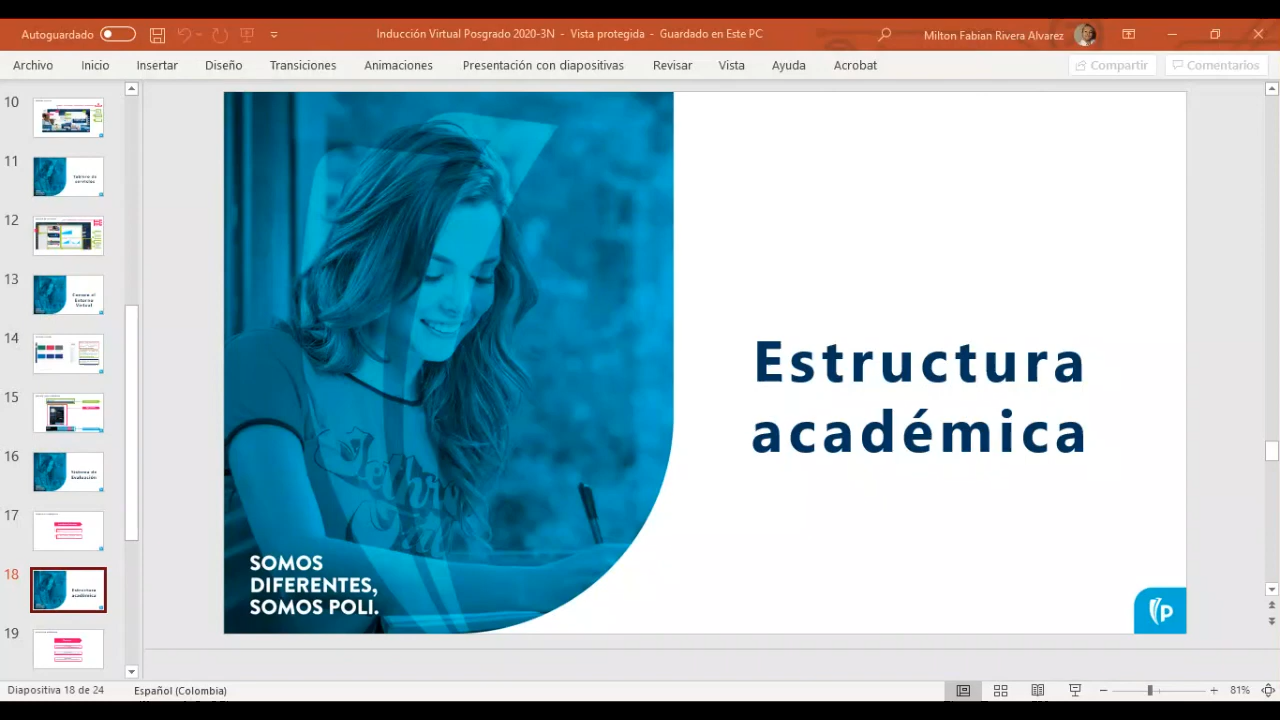 Autoguardado
Inducción Virtual Posgrado 2020-3N - Vista protegida - Guardado en Este PC
Milton Fabian Rivera Alvarez
Archivo Inicio Insertar Diseño Transiciones Animaciones Presentación con diapositivas Revisar Vista Ayuda Acrobat Compartir Comentarios
10
11
12
13
14
15
16
17
18
19
Estructura
académica
SOMOS
DIFERENTES,
SOMOS POLI.
P
Diapositiva 18 de 24 Español (Colombia) 81%